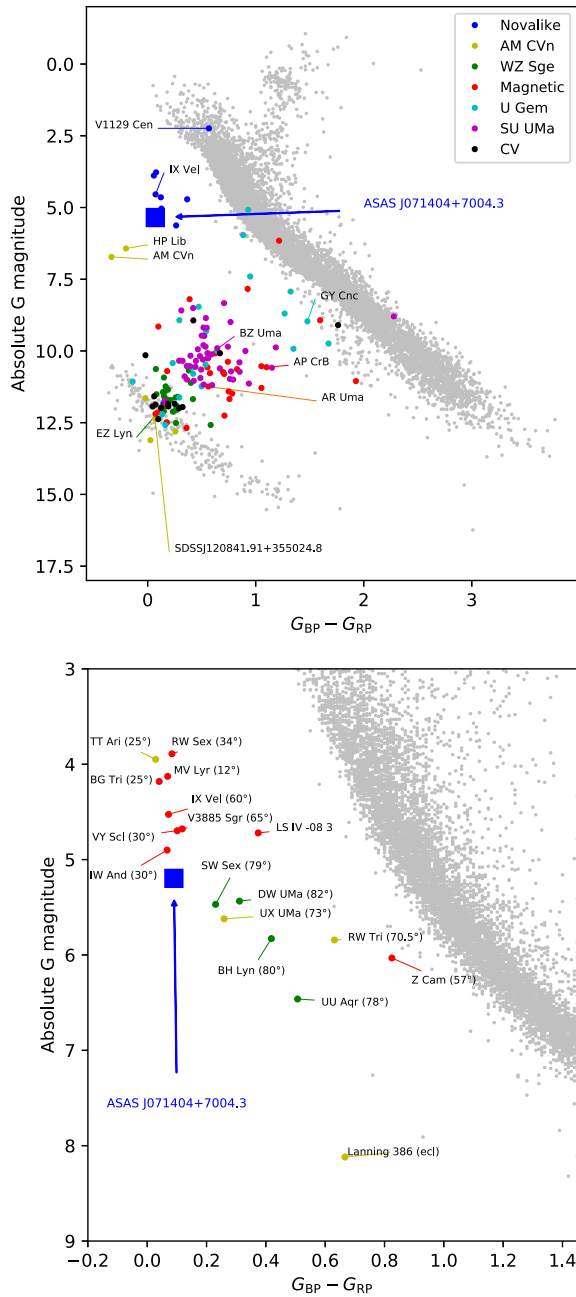 0.0
2.5
5.0
7.5
10.0
12.5
15.0
17.5
Absolute G magnitude
0
1
2
3
G_BP − G_RP
Novalike
AM CVn
WZ Sge
Magnetic
U Gem
SU UMa
CV
V1129 Cen
IX Vel
ASAS J071404+7004.3
HP Lib
AM CVn
GY Cnc
BZ Uma
AP CrB
AR Uma
EZ Lyn
SDSSJ120841.91+355024.8
3
4
5
6
7
8
9
Absolute G magnitude
−0.2
0.0
0.2
0.4
0.6
0.8
1.0
1.2
1.4
G_BP − G_RP
TT Ari (25°)
RW Sex (34°)
MV Lyr (12°)
BG Tri (25°)
IX Vel (60°)
V3885 Sgr (65°)
VY Scl (30°)
LS IV -08 3
IW And (30°)
SW Sex (79°)
DW UMa (82°)
UX UMa (73°)
RW Tri (70.5°)
BH Lyn (80°)
Z Cam (57°)
UU Aqr (78°)
ASAS J071404+7004.3
Lanning 386 (ecl)